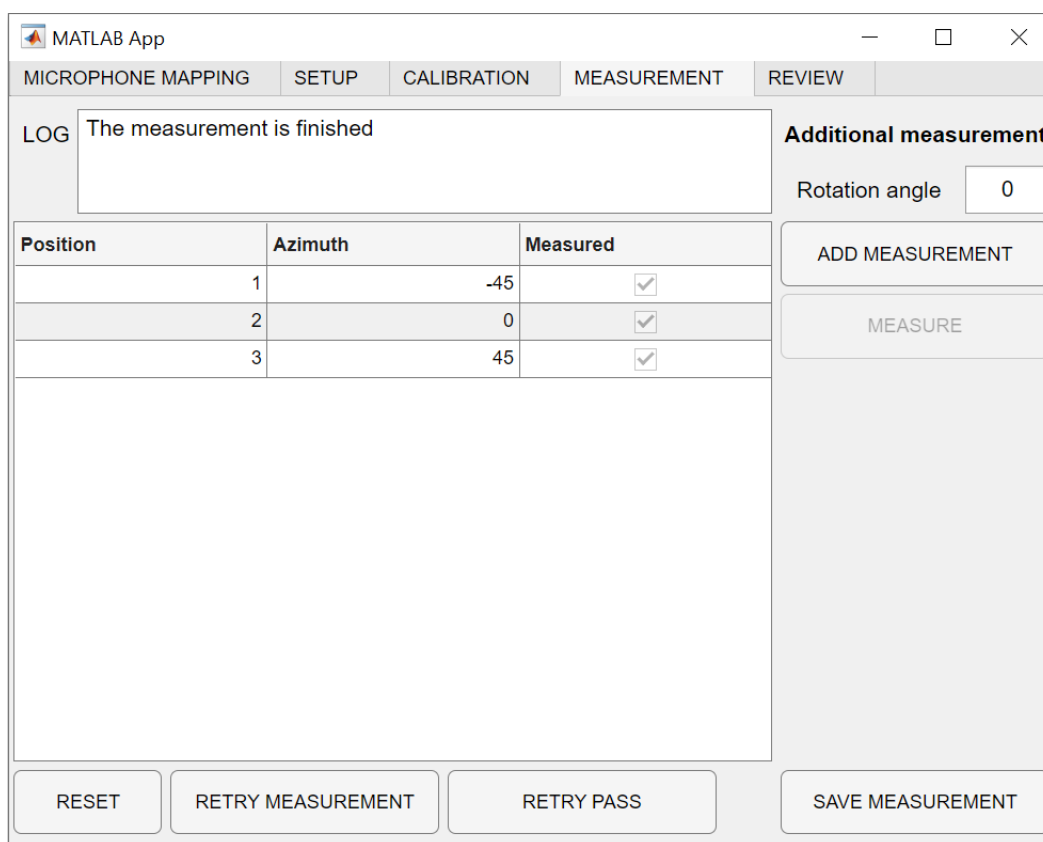 MATLAB App
MICROPHONE MAPPING SETUP CALIBRATION MEASUREMENT REVIEW
LOG The measurement is finished
Additional measurement
Rotation angle 0
Position Azimuth Measured
ADD MEASUREMENT
1 -45
2 0
MEASURE
3 45
RESET RETRY MEASUREMENT RETRY PASS SAVE MEASUREMENT